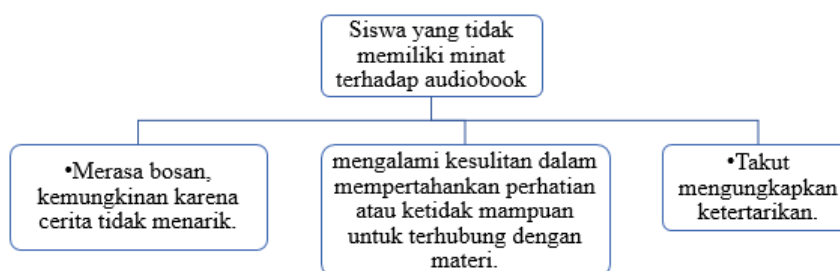 Siswa yang tidak
memiliki minat
terhadap audiobook
•Merasa bosan,
kemungkinan karena
cerita tidak menarik.
mengalami kesulitan dalam
mempertahankan perhatian
atau ketidak mampuan
untuk terhubung dengan
materi.
•Takut
mengungkapkan
ketertarikan.